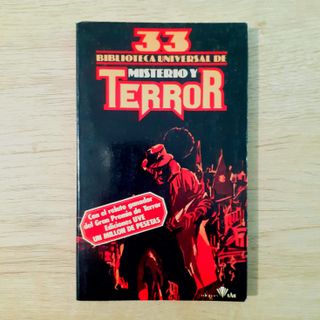 33
BIBLIOTECA UNIVERSAL DE
MISTERIO Y
TERROR
Con el relato ganador
del Gran Premio de Terror
Ediciones UVE
UN MILLON DE PESETAS